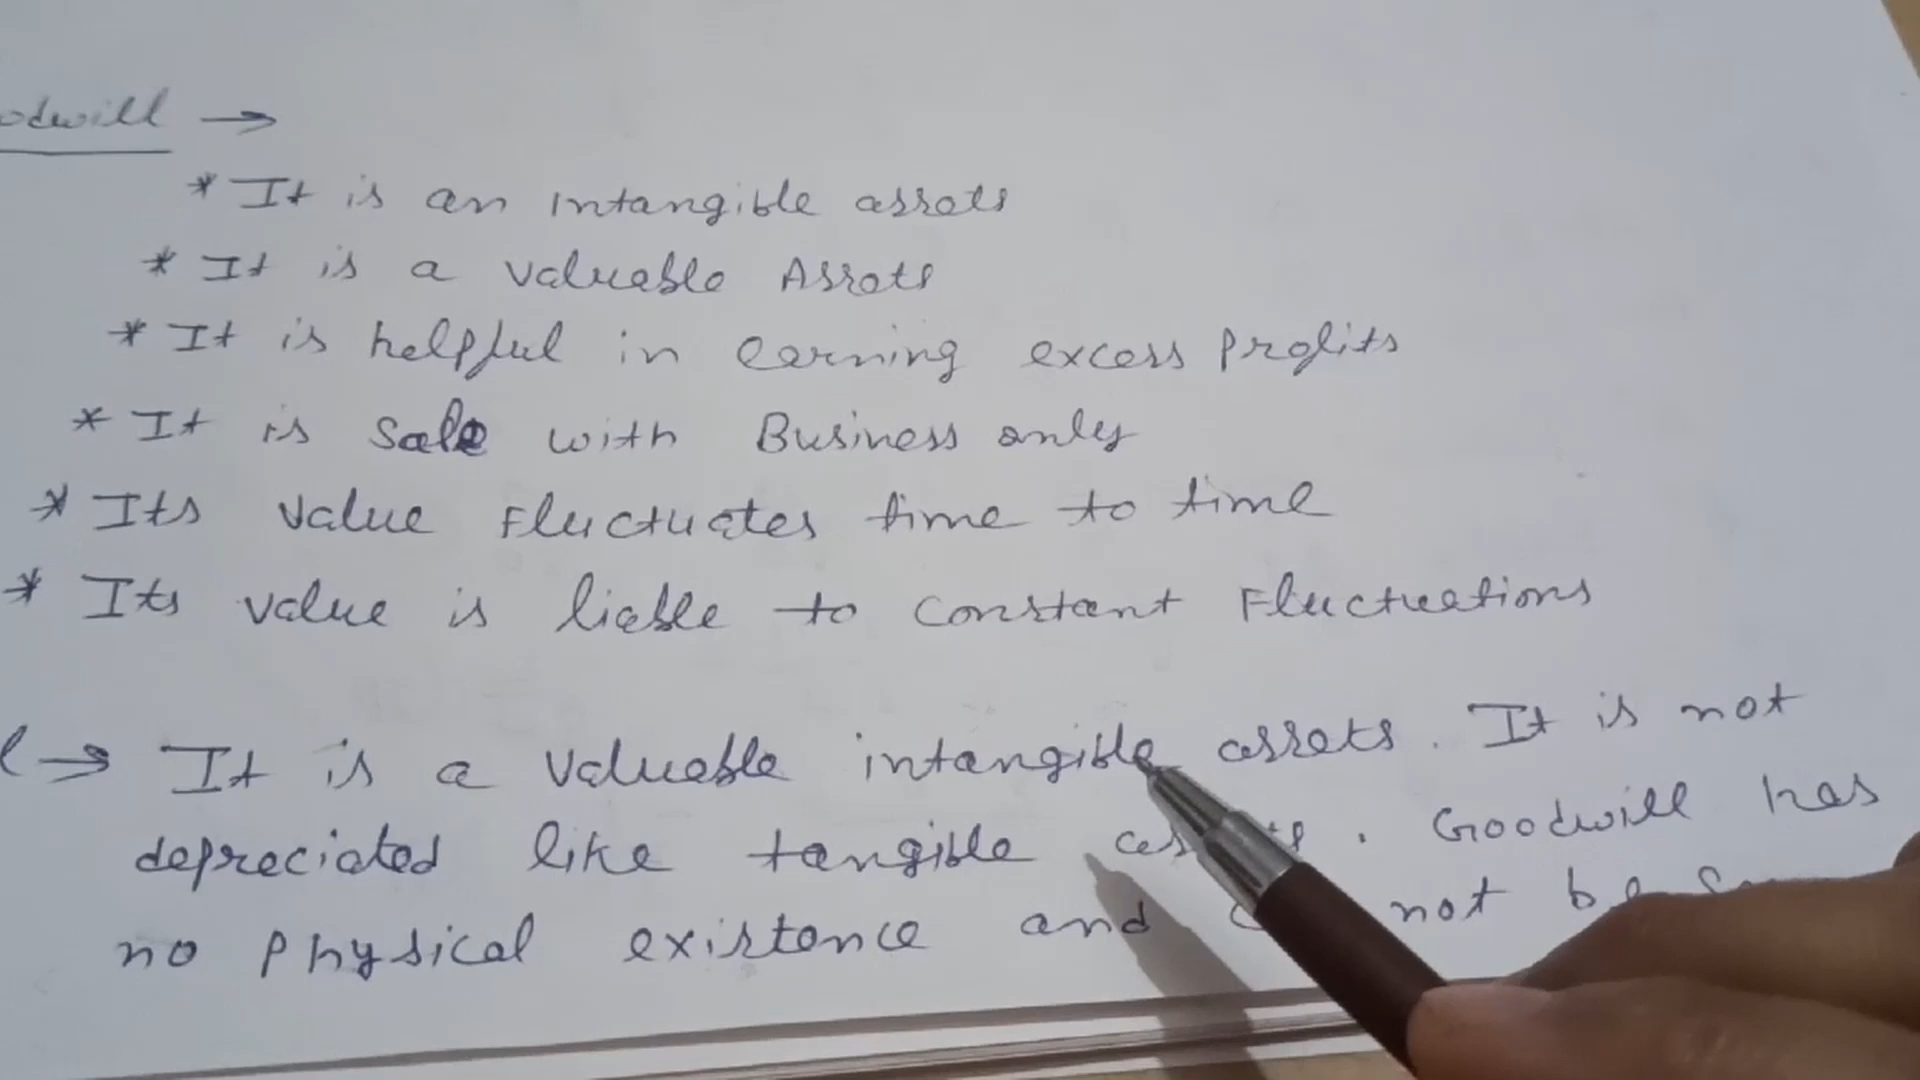 odwill →
* It is an intangible assets
* It is a valuable Assets
* It is helpful in earning excess Profits
* It is Sale with Business only
* Its value Fluctuates time to time
* Its value is liable to constant Fluctuations
l → It is a valuable intangible assets. It is not
depreciated like tangible . Goodwill has
no physical existence and not be